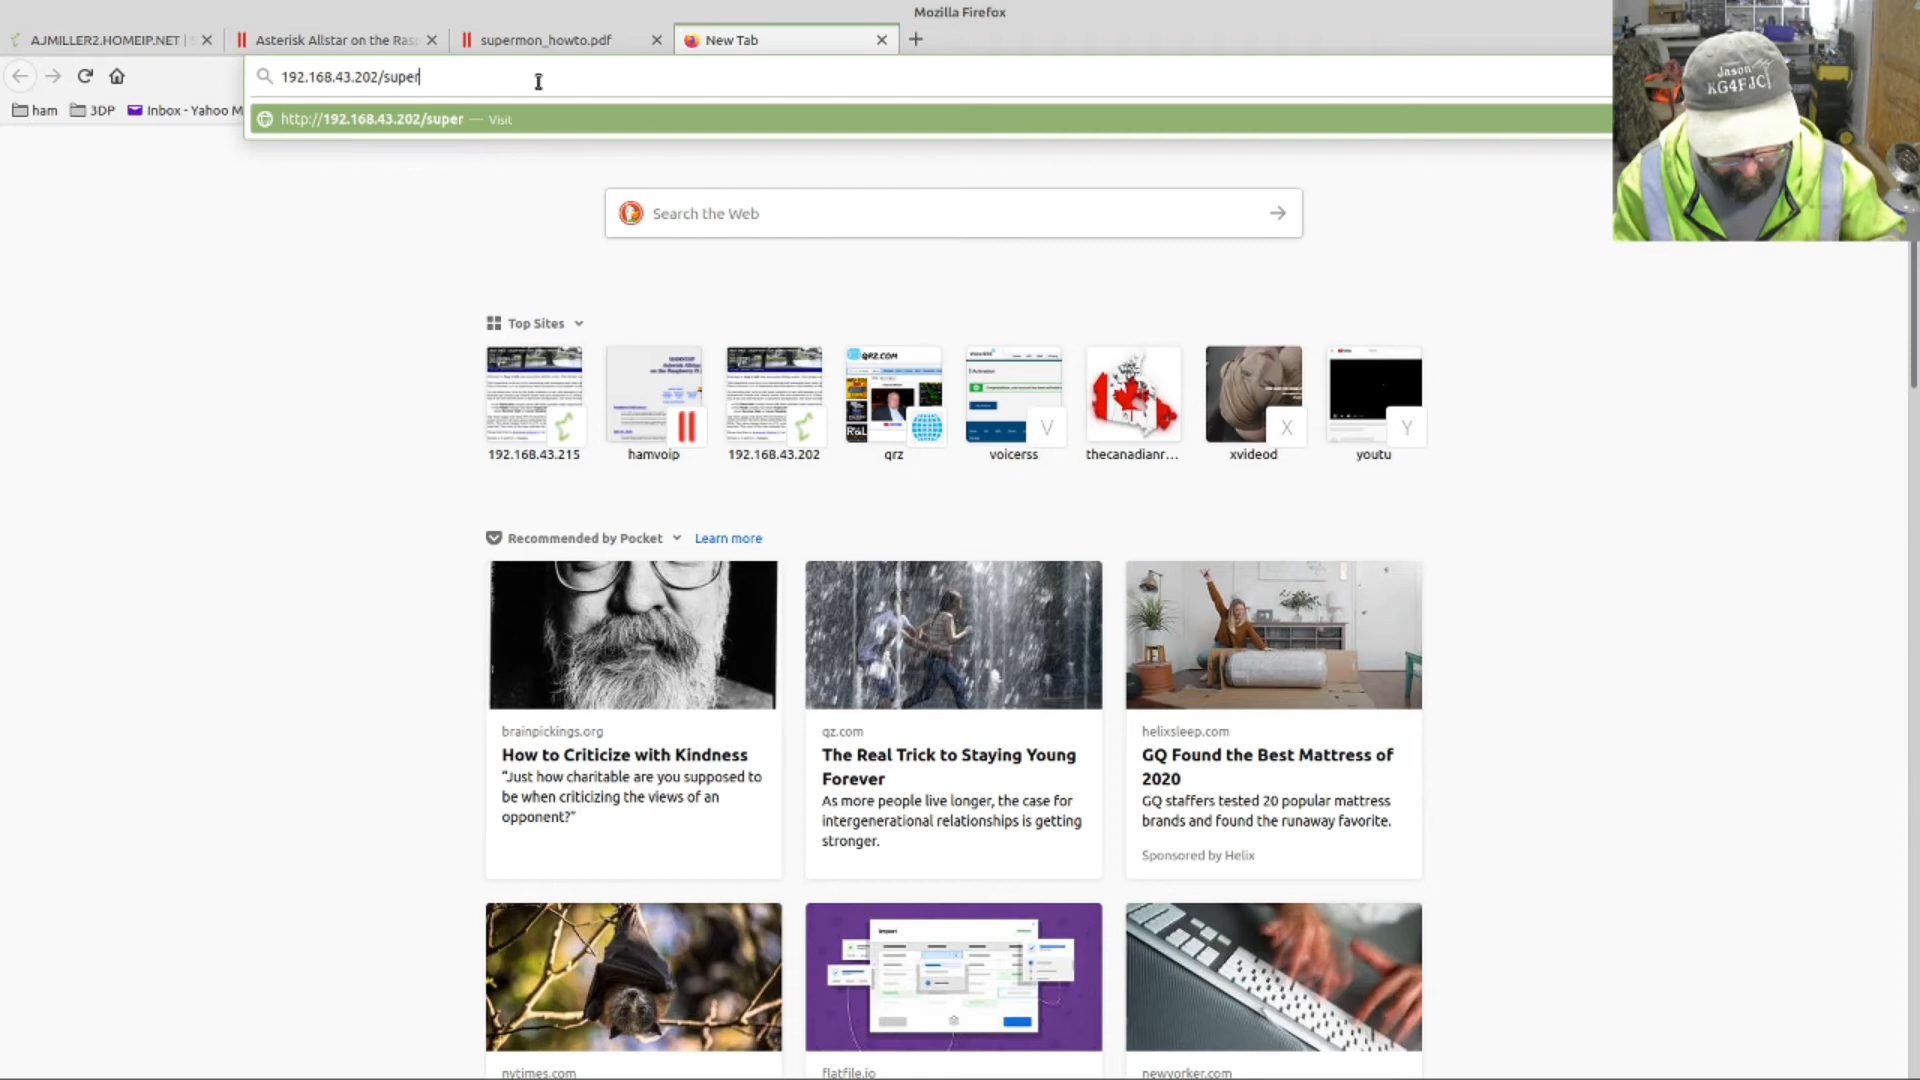 Mozilla Firefox
AJMILLER2.HOMEIP.NET |
Asterisk Allstar on the Ras
supermon_howto.pdf
New Tab
192.168.43.202/super
ham
3DP
Inbox - Yahoo M
http://192.168.43.202/super — Visit
Jason
KG4FJC
Search the Web
Top Sites
QRZ.COM
V
X
Y
192.168.43.215
hamvoip
192.168.43.202
qrz
voicerss
thecanadianr...
xvideod
youtu
Recommended by Pocket
Learn more
brainpickings.org
How to Criticize with Kindness
“Just how charitable are you supposed to
be when criticizing the views of an
opponent?”
qz.com
The Real Trick to Staying Young
Forever
As more people live longer, the case for
intergenerational relationships is getting
stronger.
helixsleep.com
GQ Found the Best Mattress of
2020
GQ staffers tested 20 popular mattress
brands and found the runaway favorite.
Sponsored by Helix
nytimes.com
flatfile.io
newyorker.com